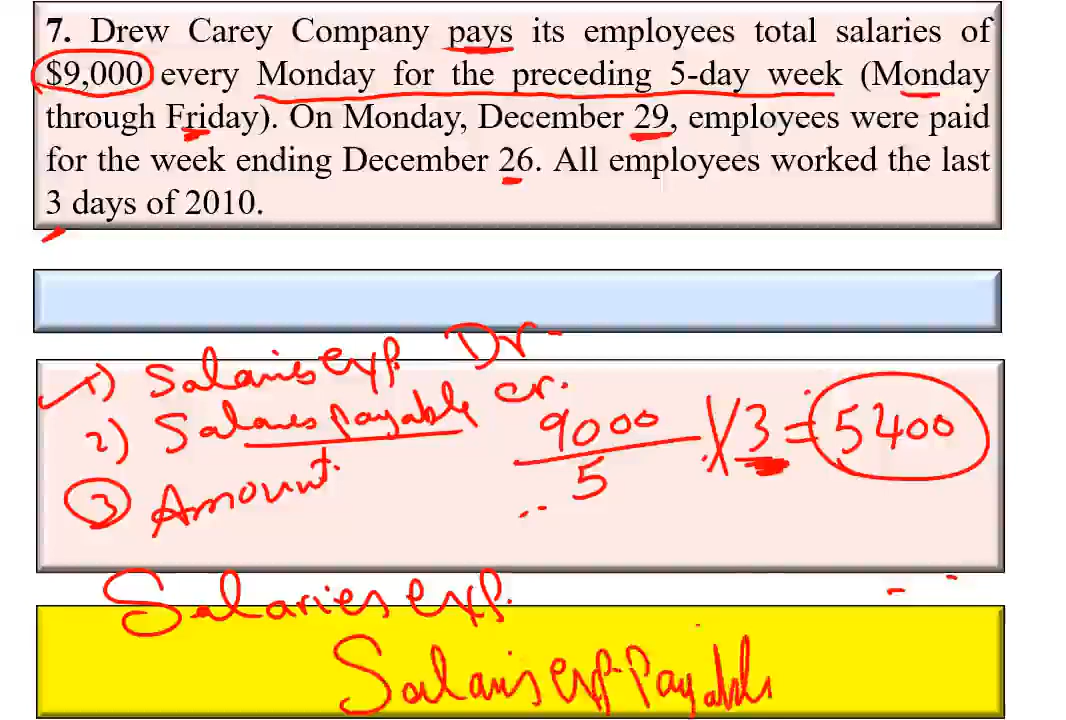 7. Drew Carey Company pays its employees total salaries of
$9,000 every Monday for the preceding 5-day week (Monday
through Friday). On Monday, December 29, employees were paid
for the week ending December 26. All employees worked the last
3 days of 2010.
1) Salaries exp. Dr-
2) Salaries payable cr.
9000 / 5 X 3 = 5400
3 Amount.
Salaries exp.
Salaries exp Payable